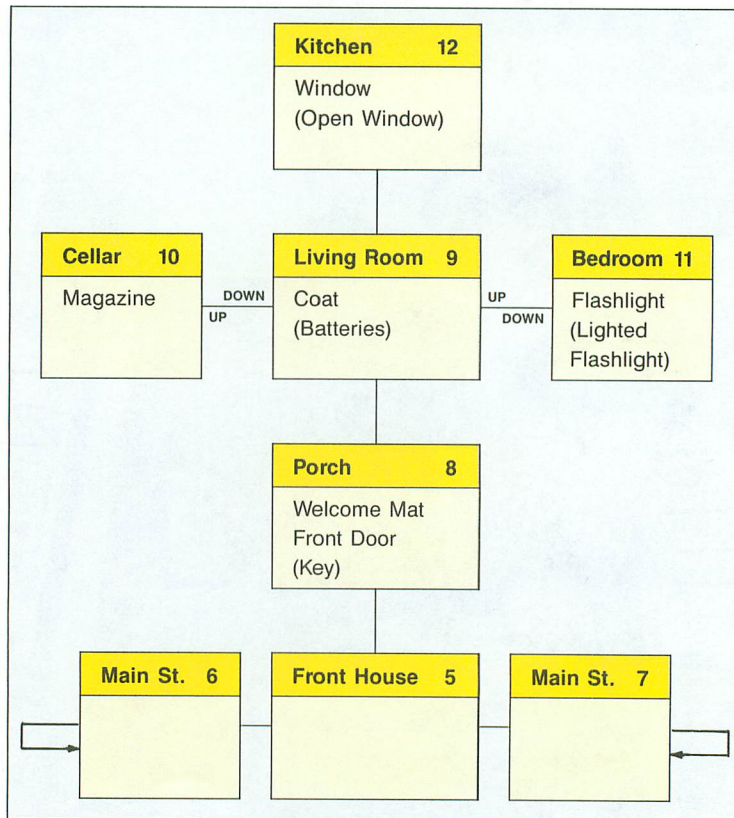 Kitchen 12
Window
(Open Window)
Cellar 10
Magazine
DOWN
UP
Living Room 9
Coat
(Batteries)
UP
DOWN
Bedroom 11
Flashlight
(Lighted
Flashlight)
Porch 8
Welcome Mat
Front Door
(Key)
Main St. 6
Front House 5
Main St. 7